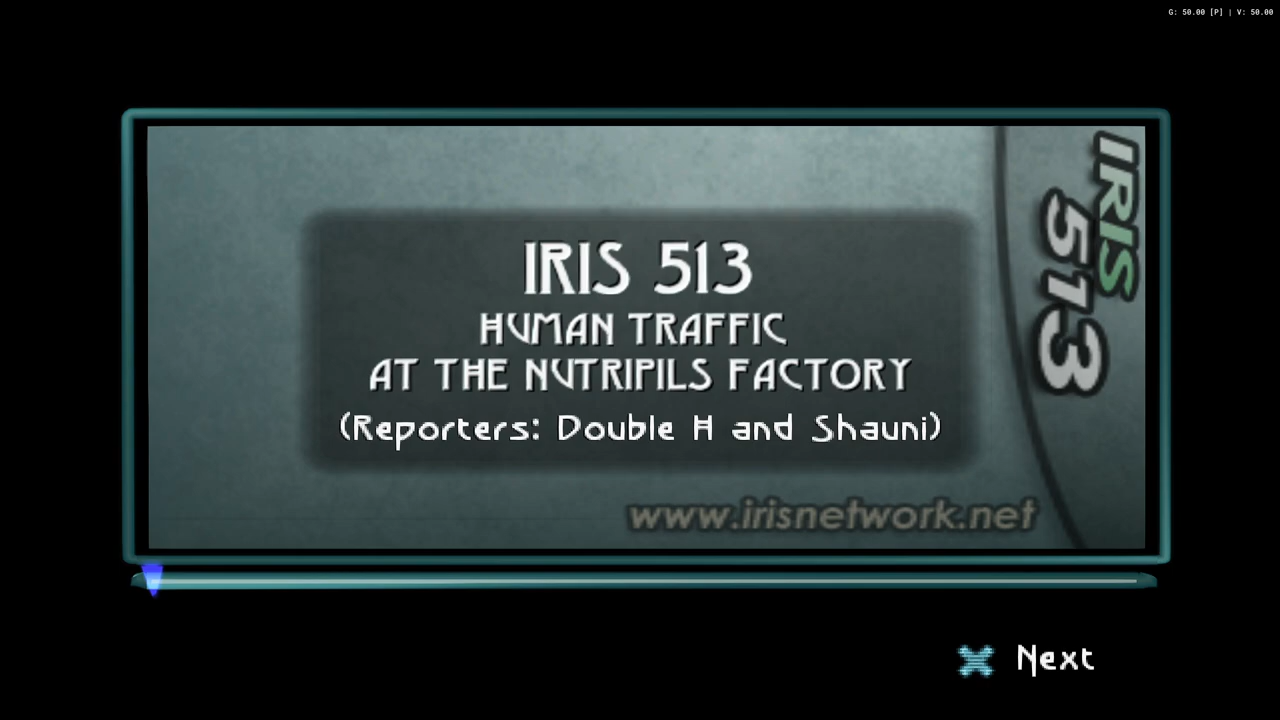 G: 50.00 [P] | V: 50.00
IRIS
513
IRIS 513
HUMAN TRAFFIC
AT THE NUTRIPILS FACTORY
(Reporters: Double H and Shauni)
www.irisnetwork.net
Next